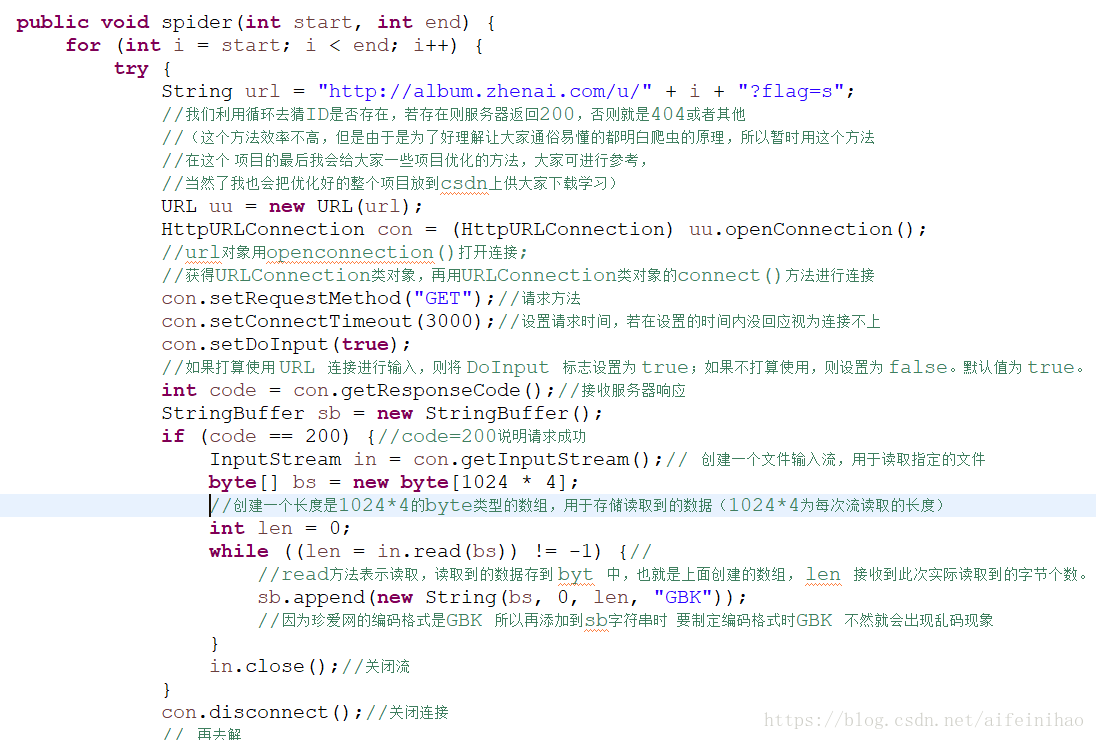 public void spider(int start, int end) {
for (int i = start; i < end; i++) {
try {
String url = "http://album.zhenai.com/u/" + i + "?flag=s";
//我们利用循环去猜ID是否存在，若存在则服务器返回200，否则就是404或者其他
//（这个方法效率不高，但是由于是为了好理解让大家通俗易懂的都明白爬虫的原理，所以暂时用这个方法
//在这个 项目的最后我会给大家一些项目优化的方法，大家可进行参考，
//当然了我也会把优化好的整个项目放到csdn上供大家下载学习）
URL uu = new URL(url);
HttpURLConnection con = (HttpURLConnection) uu.openConnection();
//url对象用openconnection()打开连接；
//获得URLConnection类对象，再用URLConnection类对象的connect()方法进行连接
con.setRequestMethod("GET");//请求方法
con.setConnectTimeout(3000);//设置请求时间，若在设置的时间内没回应视为连接不上
con.setDoInput(true);
//如果打算使用 URL 连接进行输入，则将 DoInput 标志设置为 true；如果不打算使用，则设置为 false。默认值为 true。
int code = con.getResponseCode();//接收服务器响应
StringBuffer sb = new StringBuffer();
if (code == 200) {//code=200说明请求成功
InputStream in = con.getInputStream();// 创建一个文件输入流，用于读取指定的文件
byte[] bs = new byte[1024 * 4];
//创建一个长度是1024*4的byte类型的数组，用于存储读取到的数据（1024*4为每次流读取的长度）
int len = 0;
while ((len = in.read(bs)) != -1) {//
//read方法表示读取，读取到的数据存到 byt 中，也就是上面创建的数组， len 接收到此次实际读取到的字节个数。
sb.append(new String(bs, 0, len, "GBK"));
//因为珍爱网的编码格式是GBK 所以再添加到sb字符串时 要制定编码格式时GBK 不然就会出现乱码现象
}
in.close();//关闭流
}
con.disconnect();//关闭连接
// 再去解
https://blog.csdn.net/aifeinihao